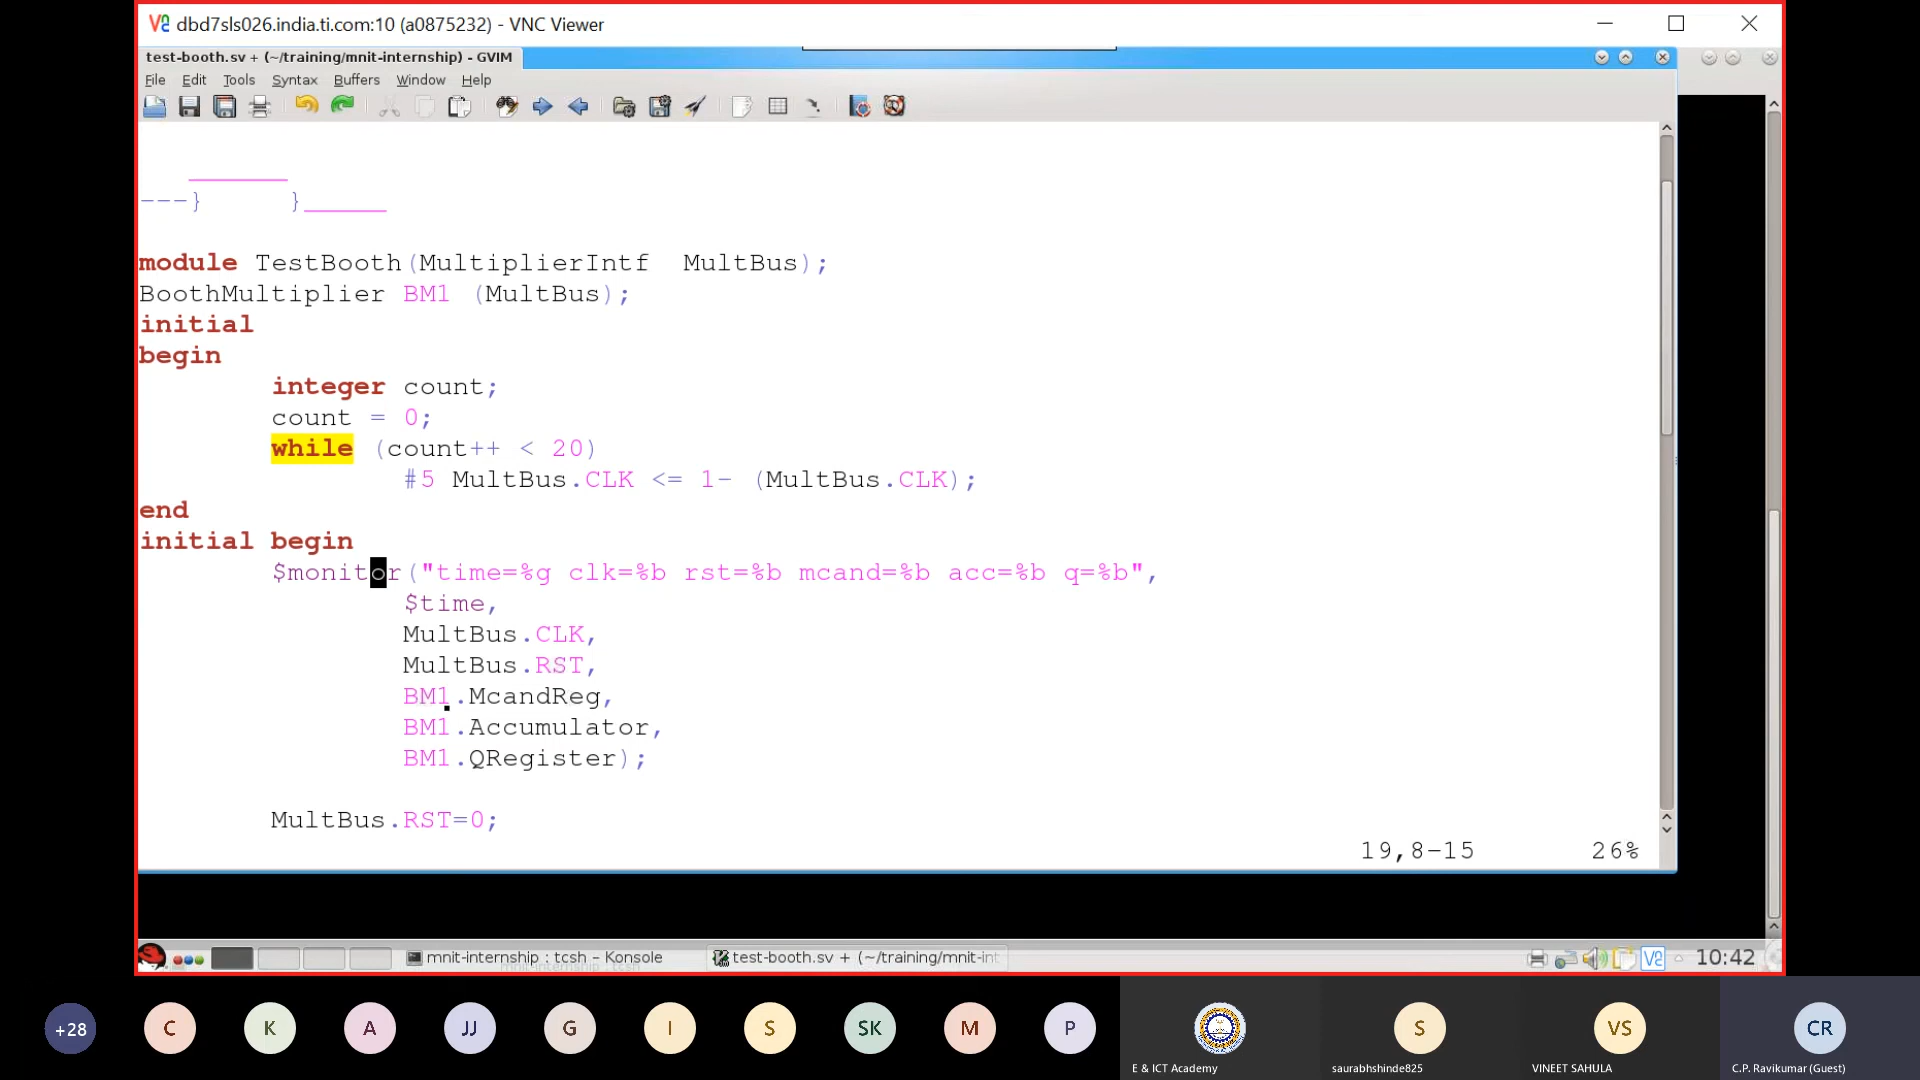 dbd7sls026.india.ti.com:10 (a0875232) - VNC Viewer
test-booth.sv + (~/training/mnit-internship) - GVIM
File Edit Tools Syntax Buffers Window Help
---} }______
module TestBooth(MultiplierIntf MultBus);
BoothMultiplier BM1 (MultBus);
initial
begin
integer count;
count = 0;
while (count++ < 20)
#5 MultBus.CLK <= 1- (MultBus.CLK);
end
initial begin
$monitor("time=%g clk=%b rst=%b mcand=%b acc=%b q=%b",
$time,
MultBus.CLK,
MultBus.RST,
BM1.McandReg,
BM1.Accumulator,
BM1.QRegister);
MultBus.RST=0;
19,8-15 26%
mnit-internship : tcsh - Konsole
test-booth.sv + (~/training/mnit-int
10:42
+28 C K A JJ G I S SK M P S VS CR
E & ICT Academy saurabhshinde825 VINEET SAHULA C.P. Ravikumar (Guest)